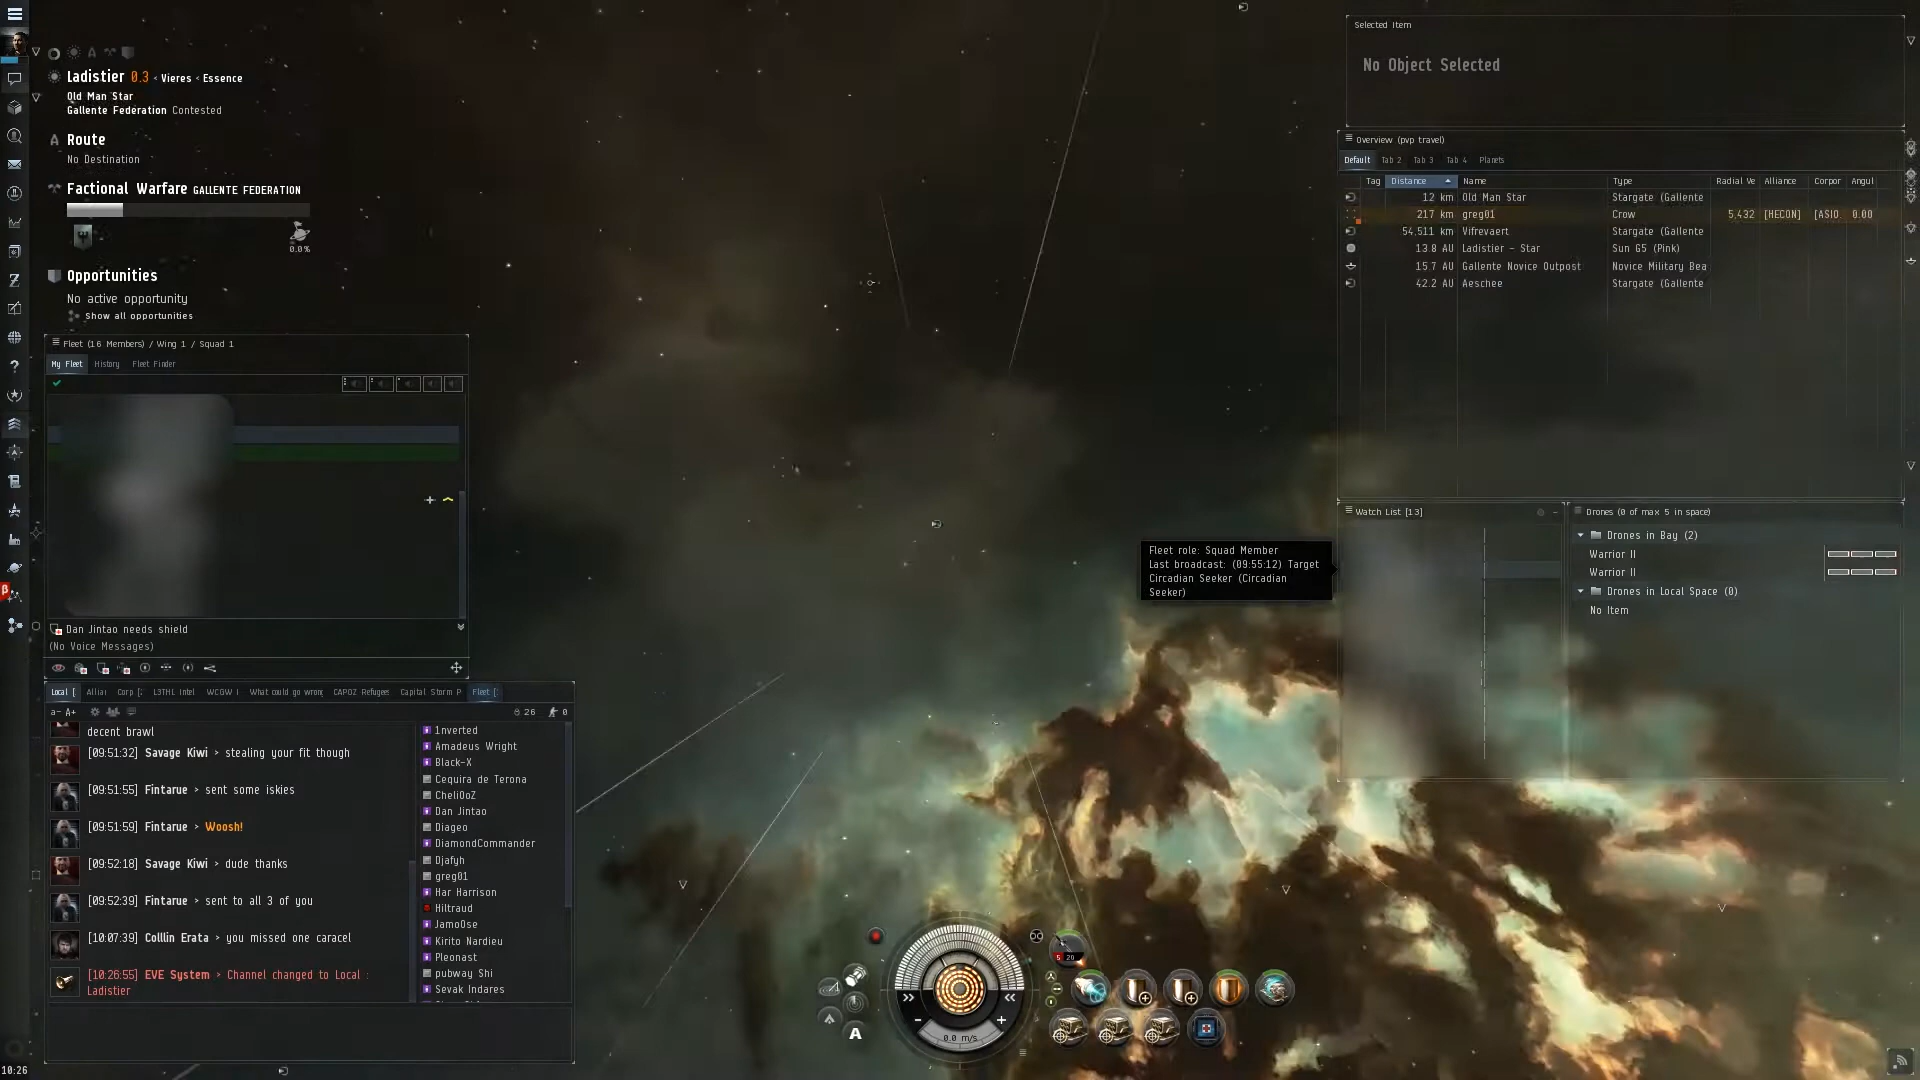 Ladistier 0.3 < Vieres < Essence
Old Man Star
Gallente Federation Contested
Route
No Destination
Factional Warfare GALLENTE FEDERATION
0.0%
Opportunities
No active opportunity
Show all opportunities
Fleet (16 Members) / Wing 1 / Squad 1
My Fleet History Fleet Finder
Dan Jintao needs shield
(No Voice Messages)
Local [ Alliar Corp [ L3THL Intel WCGW I What could go wrong CAPOZ Refugees Capital Storm P Fleet [
a- A+
26 0
decent brawl
[09:51:32] Savage Kiwi > stealing your fit though
[09:51:55] Fintarue > sent some iskies
[09:51:59] Fintarue > Woosh!
[09:52:18] Savage Kiwi > dude thanks
[09:52:39] Fintarue > sent to all 3 of you
[10:07:39] Colllin Erata > you missed one caracel
[10:26:55] EVE System > Channel changed to Local :
Ladistier
1nverted
Amadeus Wright
Black-X
Cequira de Terona
CheliOoZ
Dan Jintao
Diageo
DiamondCommander
Djafyh
greg01
Har Harrison
Hiltraud
JamoOse
Kirito Nardieu
Pleonast
pubway Shi
Sevak Indares
10:26
Selected Item
No Object Selected
Overview (pvp travel)
Default Tab 2 Tab 3 Tab 4 Planets
Tag Distance Name Type Radial Ve Alliance Corpor Angul
12 km Old Man Star Stargate (Gallente
217 km greg01 Crow 5,432 [HECON] [ASIO. 0.00
54,511 km Vifrevaert Stargate (Gallente
13.8 AU Ladistier - Star Sun G5 (Pink)
15.7 AU Gallente Novice Outpost Novice Military Bea
42.2 AU Aeschee Stargate (Gallente
Watch List [13]
Fleet role: Squad Member
Last broadcast: (09:55:12) Target
Circadian Seeker (Circadian
Seeker)
Drones (0 of max 5 in space)
Drones in Bay (2)
Warrior II
Warrior II
Drones in Local Space (0)
No Item
5 20
A
0.0 m/s